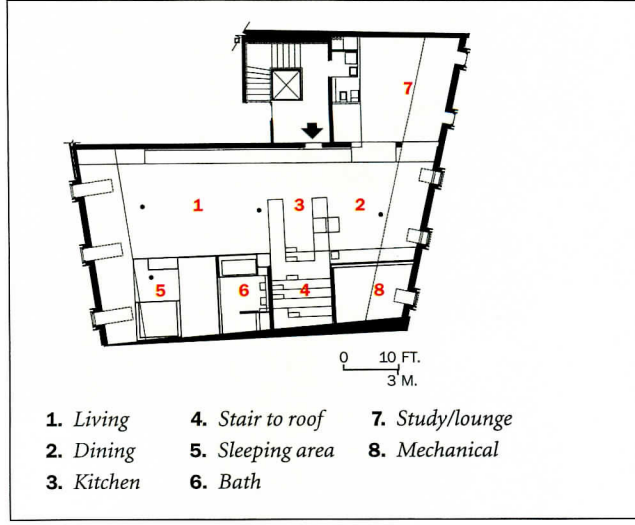 7
1
3
2
5
6
4
8
0 10 FT.
3 M.
1. Living
2. Dining
3. Kitchen
4. Stair to roof
5. Sleeping area
6. Bath
7. Study/lounge
8. Mechanical